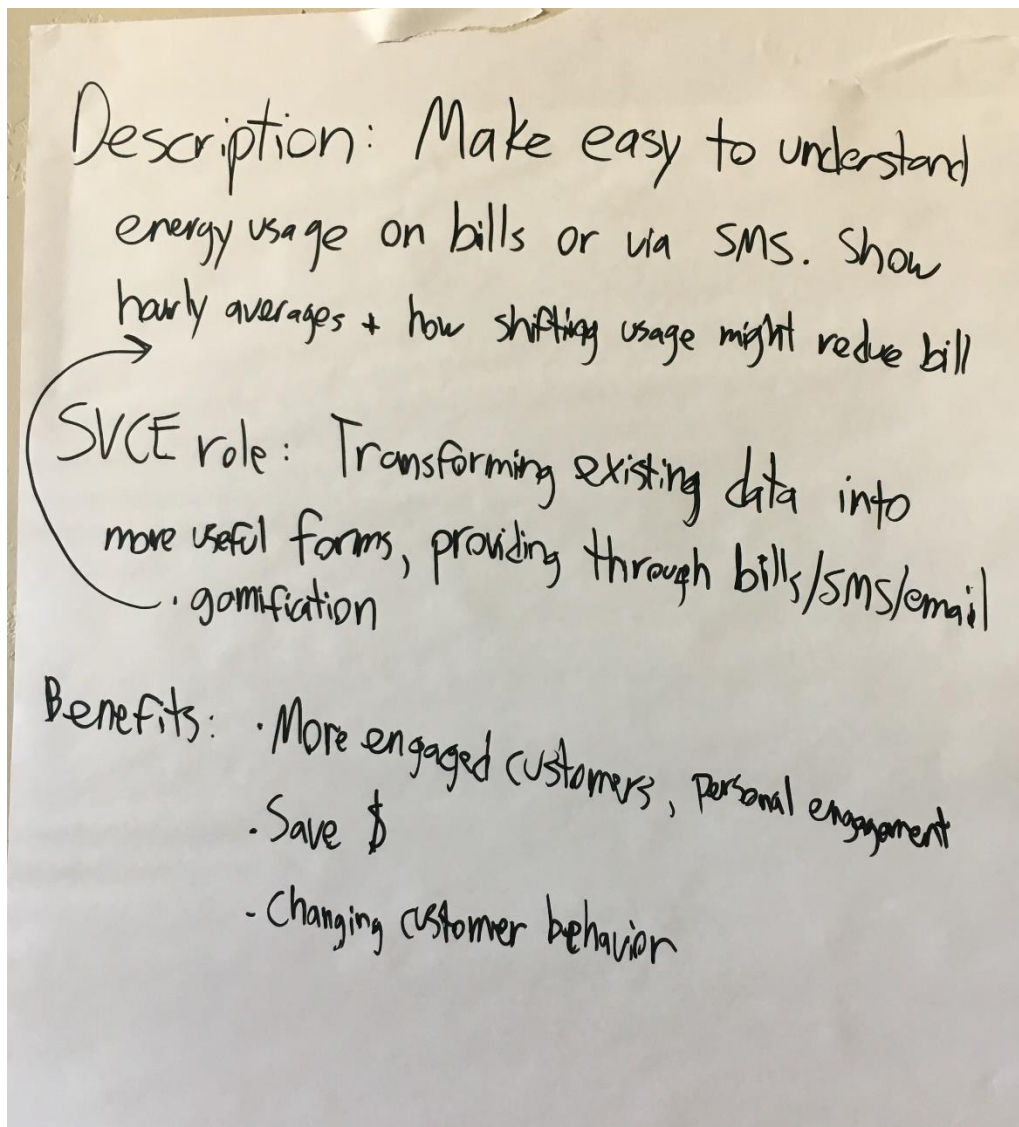 Description: Make easy to understand
energy usage on bills or via SMS. Show
hourly averages + how shifting usage might redue bill
SVCE role: Transforming existing data into
more useful forms, providing through bills/SMS/email
· gamifiction
Benefits: · More engaged customers, personal engagement
· Save $
- Changing customer behavior